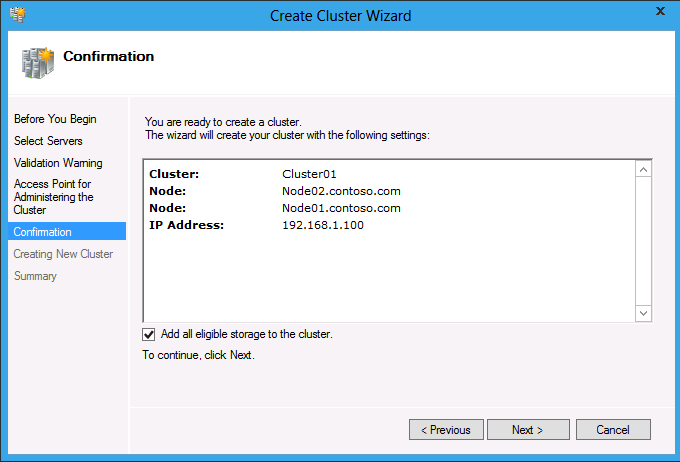 Create Cluster Wizard
x
Confirmation
Before You Begin
Select Servers
Validation Warning
Access Point for
Administering the
Cluster
Confirmation
Creating New Cluster
Summary
You are ready to create a cluster.
The wizard will create your cluster with the following settings:
Cluster: Cluster01
Node: Node02.contoso.com
Node: Node01.contoso.com
IP Address: 192.168.1.100
Add all eligible storage to the cluster.
To continue, click Next.
< Previous Next > Cancel